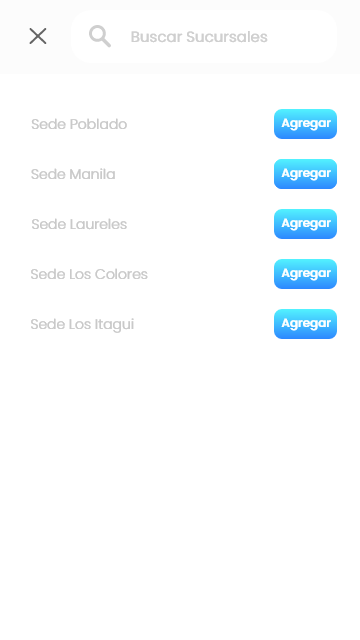 Buscar Sucursales
Sede Poblado Agregar
Sede Manila Agregar
Sede Laureles Agregar
Sede Los Colores Agregar
Sede Los Itagui Agregar